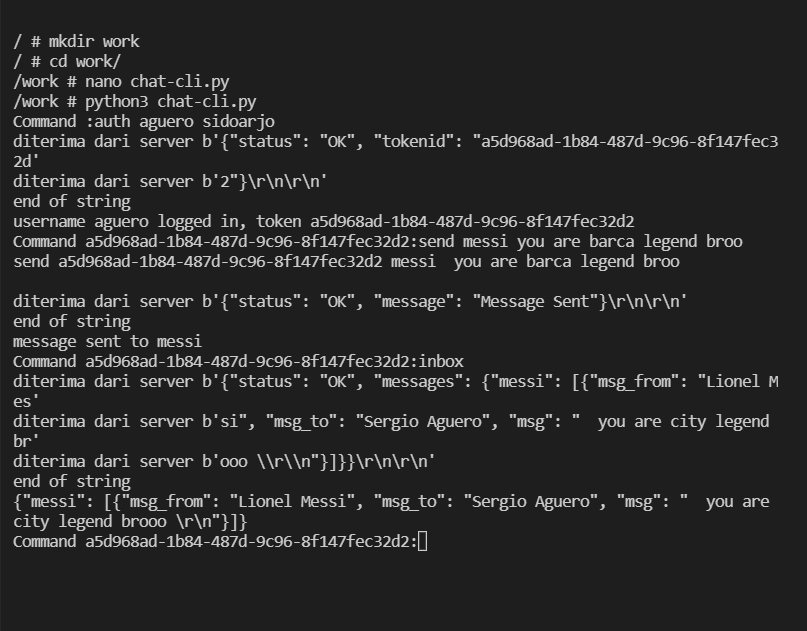 / # mkdir work
/ # cd work/
/work # nano chat-cli.py
/work # python3 chat-cli.py
Command :auth aguero sidoarjo
diterima dari server b'{"status": "OK", "tokenid": "a5d968ad-1b84-487d-9c96-8f147fec3
2d'
diterima dari server b'2"}\r\n\r\n'
end of string
username aguero logged in, token a5d968ad-1b84-487d-9c96-8f147fec32d2
Command a5d968ad-1b84-487d-9c96-8f147fec32d2:send messi you are barca legend broo
send a5d968ad-1b84-487d-9c96-8f147fec32d2 messi  you are barca legend broo

diterima dari server b'{"status": "OK", "message": "Message Sent"}\r\n\r\n'
end of string
message sent to messi
Command a5d968ad-1b84-487d-9c96-8f147fec32d2:inbox
diterima dari server b'{"status": "OK", "messages": {"messi": [{"msg_from": "Lionel M
es'
diterima dari server b'si", "msg_to": "Sergio Aguero", "msg": "  you are city legend
br'
diterima dari server b'ooo \\r\\n"}]}}\r\n\r\n'
end of string
{"messi": [{"msg_from": "Lionel Messi", "msg_to": "Sergio Aguero", "msg": "  you are
city legend brooo \r\n"}]}
Command a5d968ad-1b84-487d-9c96-8f147fec32d2: